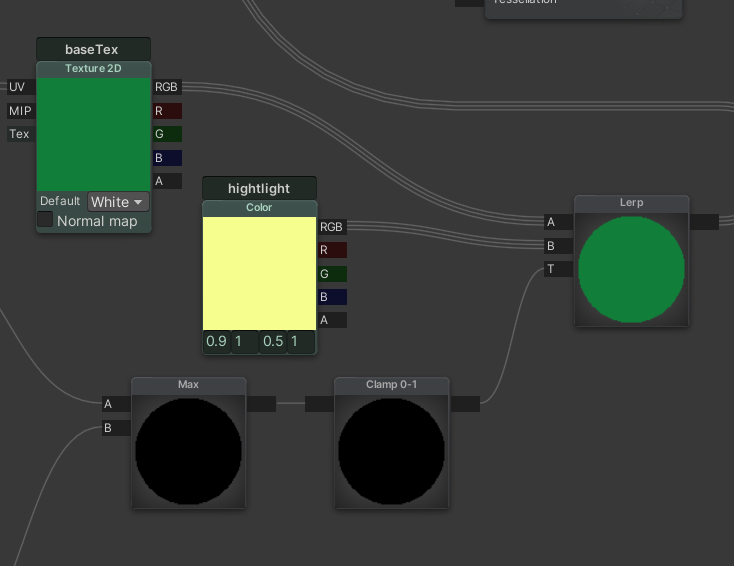 Tessellation
baseTex
Texture 2D
UV
RGB
MIP
R
Tex
G
B
A
Default White
Normal map
hightlight
Color
RGB
R
G
B
A
0.9 1 0.5 1
Lerp
A
B
T
Max
A
B
Clamp 0-1